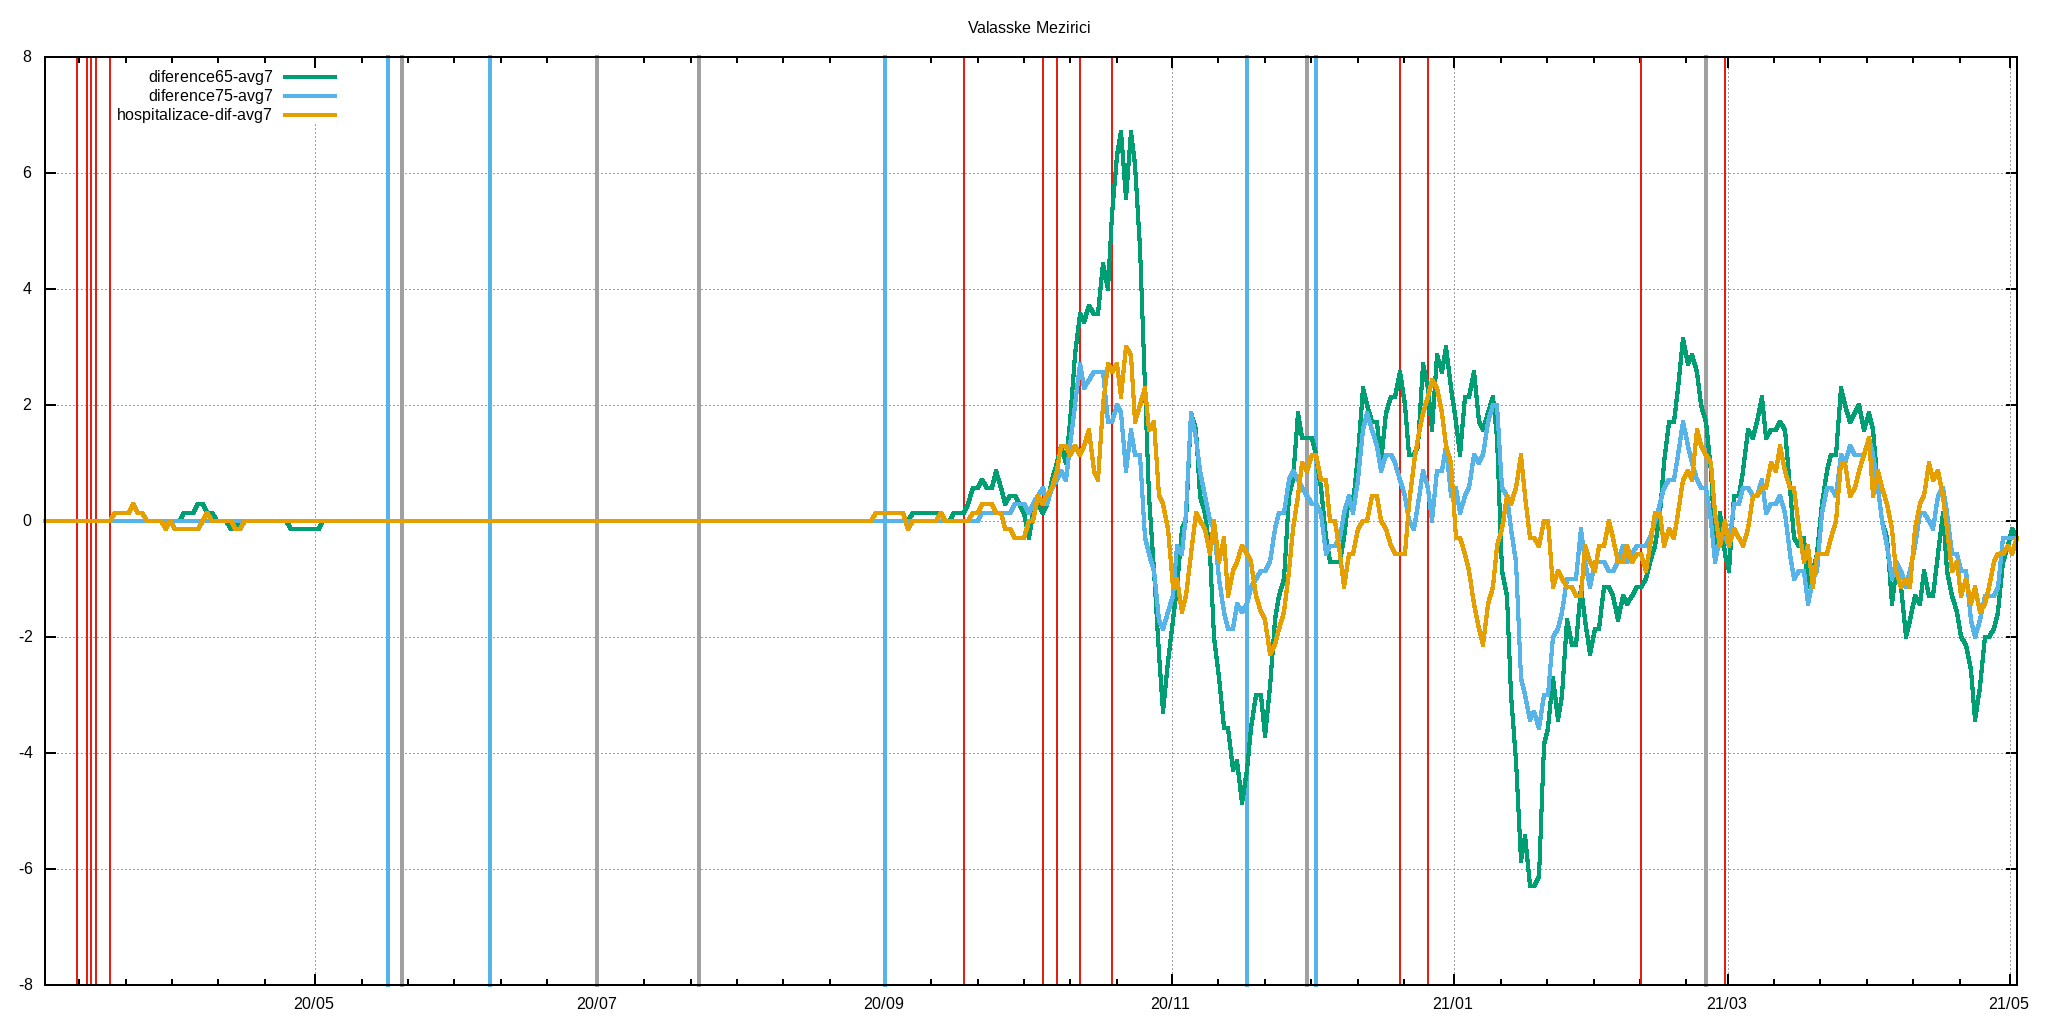 Valasske Mezirici
8
diference65-avg7
diference75-avg7
hospitalizace-dif-avg7
6
4
2
0
-2
-4
-6
-8
20/05 20/07 20/09 20/11 21/01 21/03 21/05